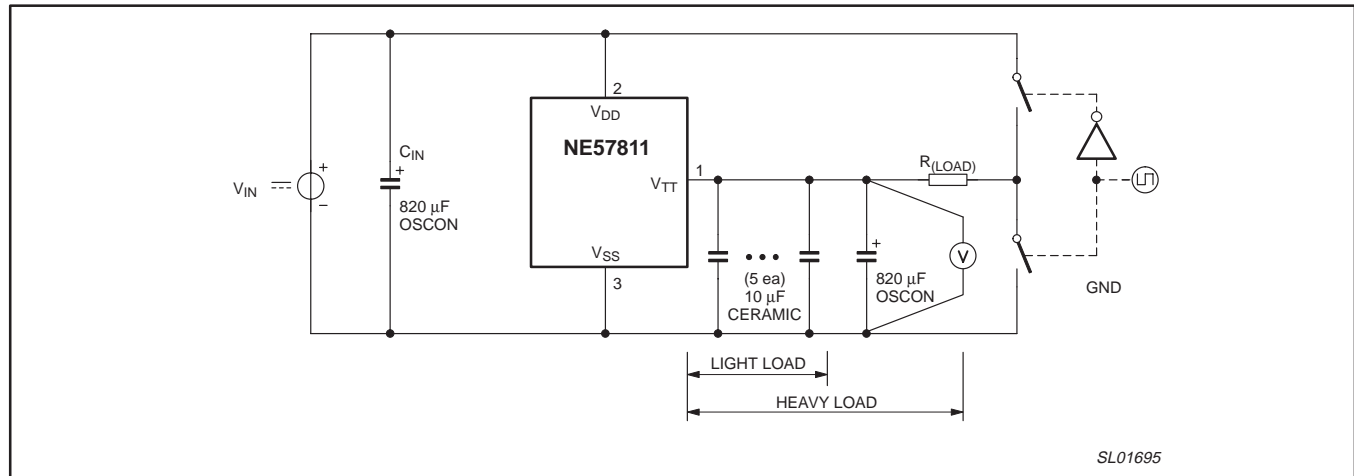 2
V_DD
NE57811
C_IN
+
V_IN
+
−
820 μF
OSCON
V_TT
1
R_(LOAD)
V_SS
3
+
(5 ea)
10 μF
CERAMIC
820 μF
OSCON
V
GND
LIGHT LOAD
HEAVY LOAD
SL01695